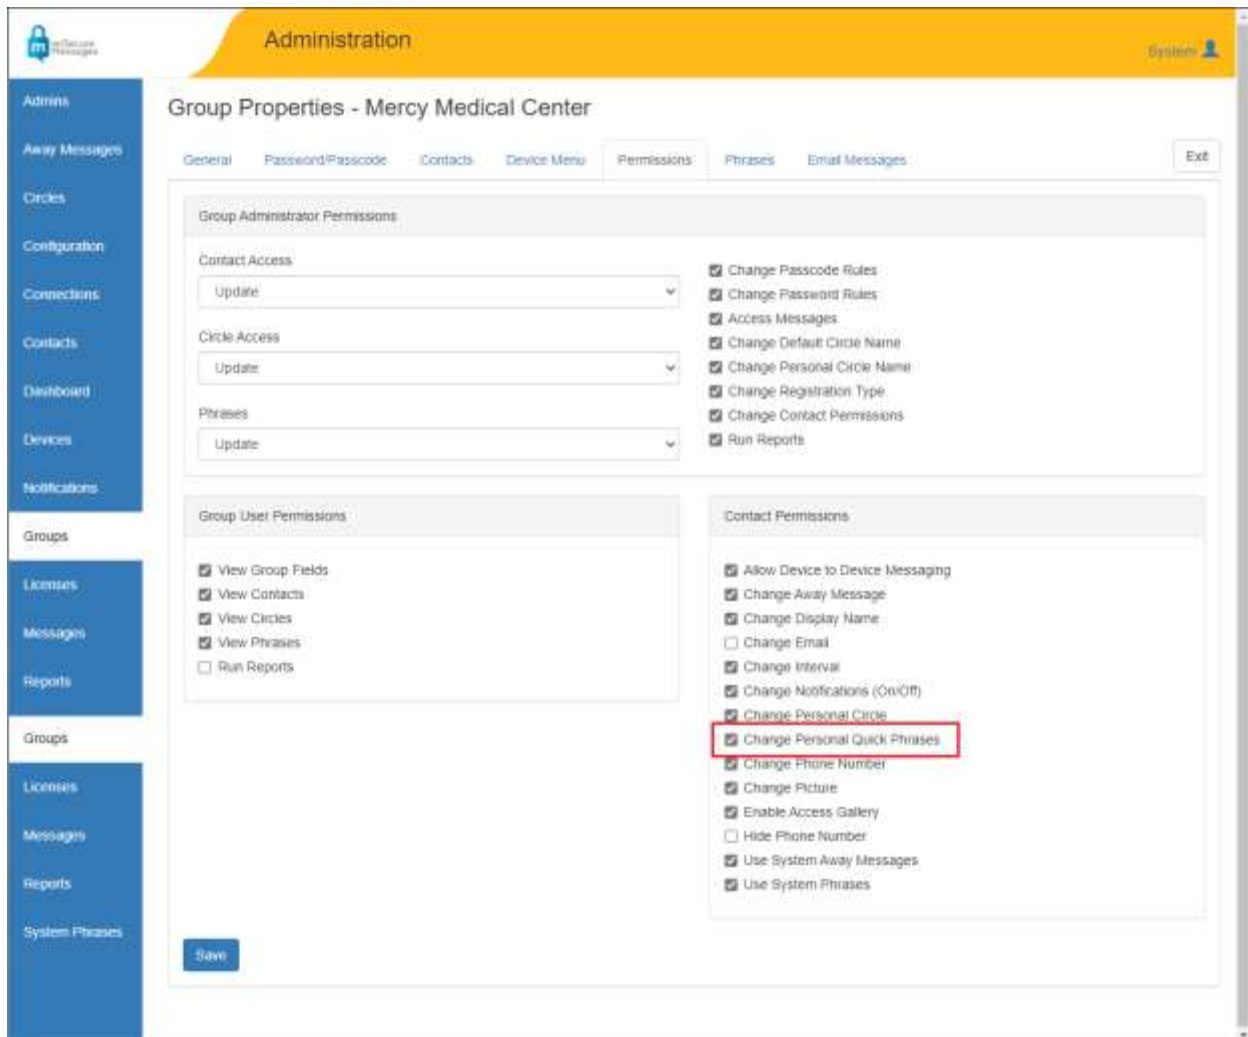 Administration
System
Admins
Away Messages
Circles
Configuration
Connections
Contacts
Dashboard
Devices
Notifications
Groups
Licenses
Messages
Reports
Groups
Licenses
Messages
Reports
System Phrases
Group Properties - Mercy Medical Center
General Password/Passcode Contacts Device Menu Permissions Phrases Email Messages Exit
Group Administrator Permissions
Contact Access
Update
Circle Access
Update
Phrases
Update
Change Passcode Rules
Change Password Rules
Access Messages
Change Default Circle Name
Change Personal Circle Name
Change Registration Type
Change Contact Permissions
Run Reports
Group User Permissions
View Group Fields
View Contacts
View Circles
View Phrases
Run Reports
Contact Permissions
Allow Device to Device Messaging
Change Away Message
Change Display Name
Change Email
Change Interval
Change Notifications (On/Off)
Change Personal Circle
Change Personal Quick Phrases
Change Phone Number
Change Picture
Enable Access Gallery
Hide Phone Number
Use System Away Messages
Use System Phrases
Save